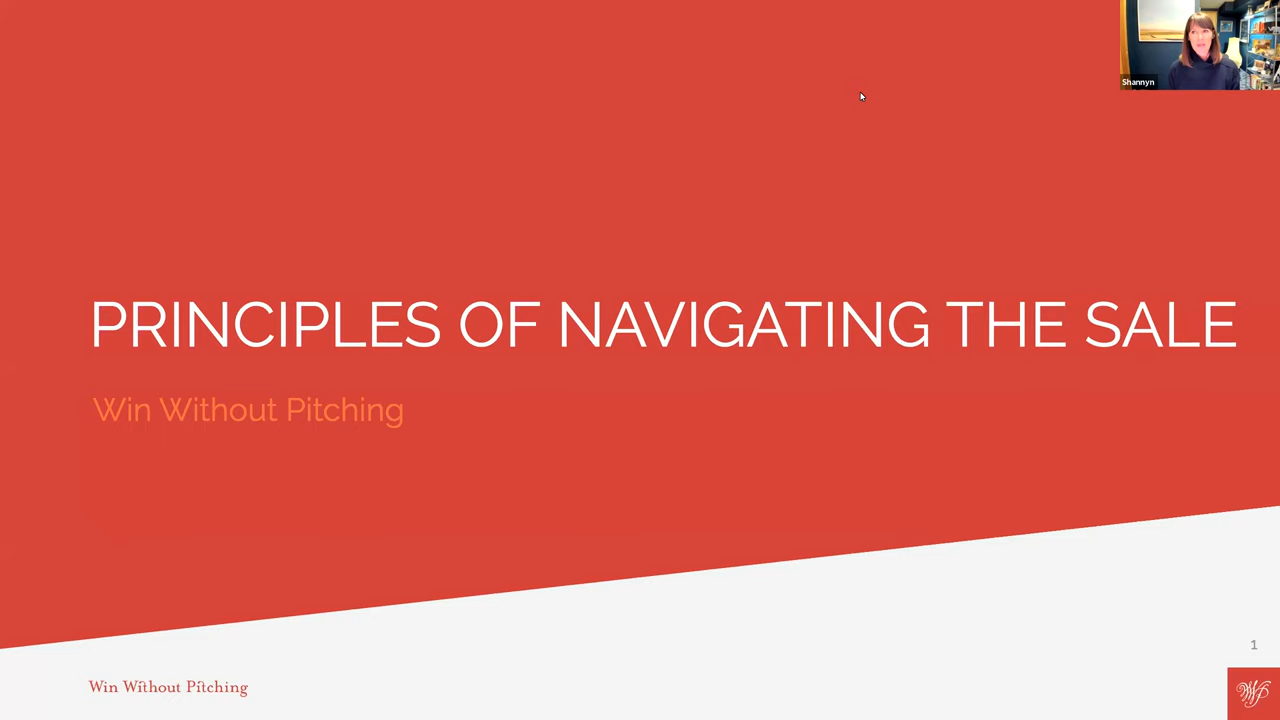 Shannyn
PRINCIPLES OF NAVIGATING THE SALE
Win Without Pitching
1
Win Without Pitching